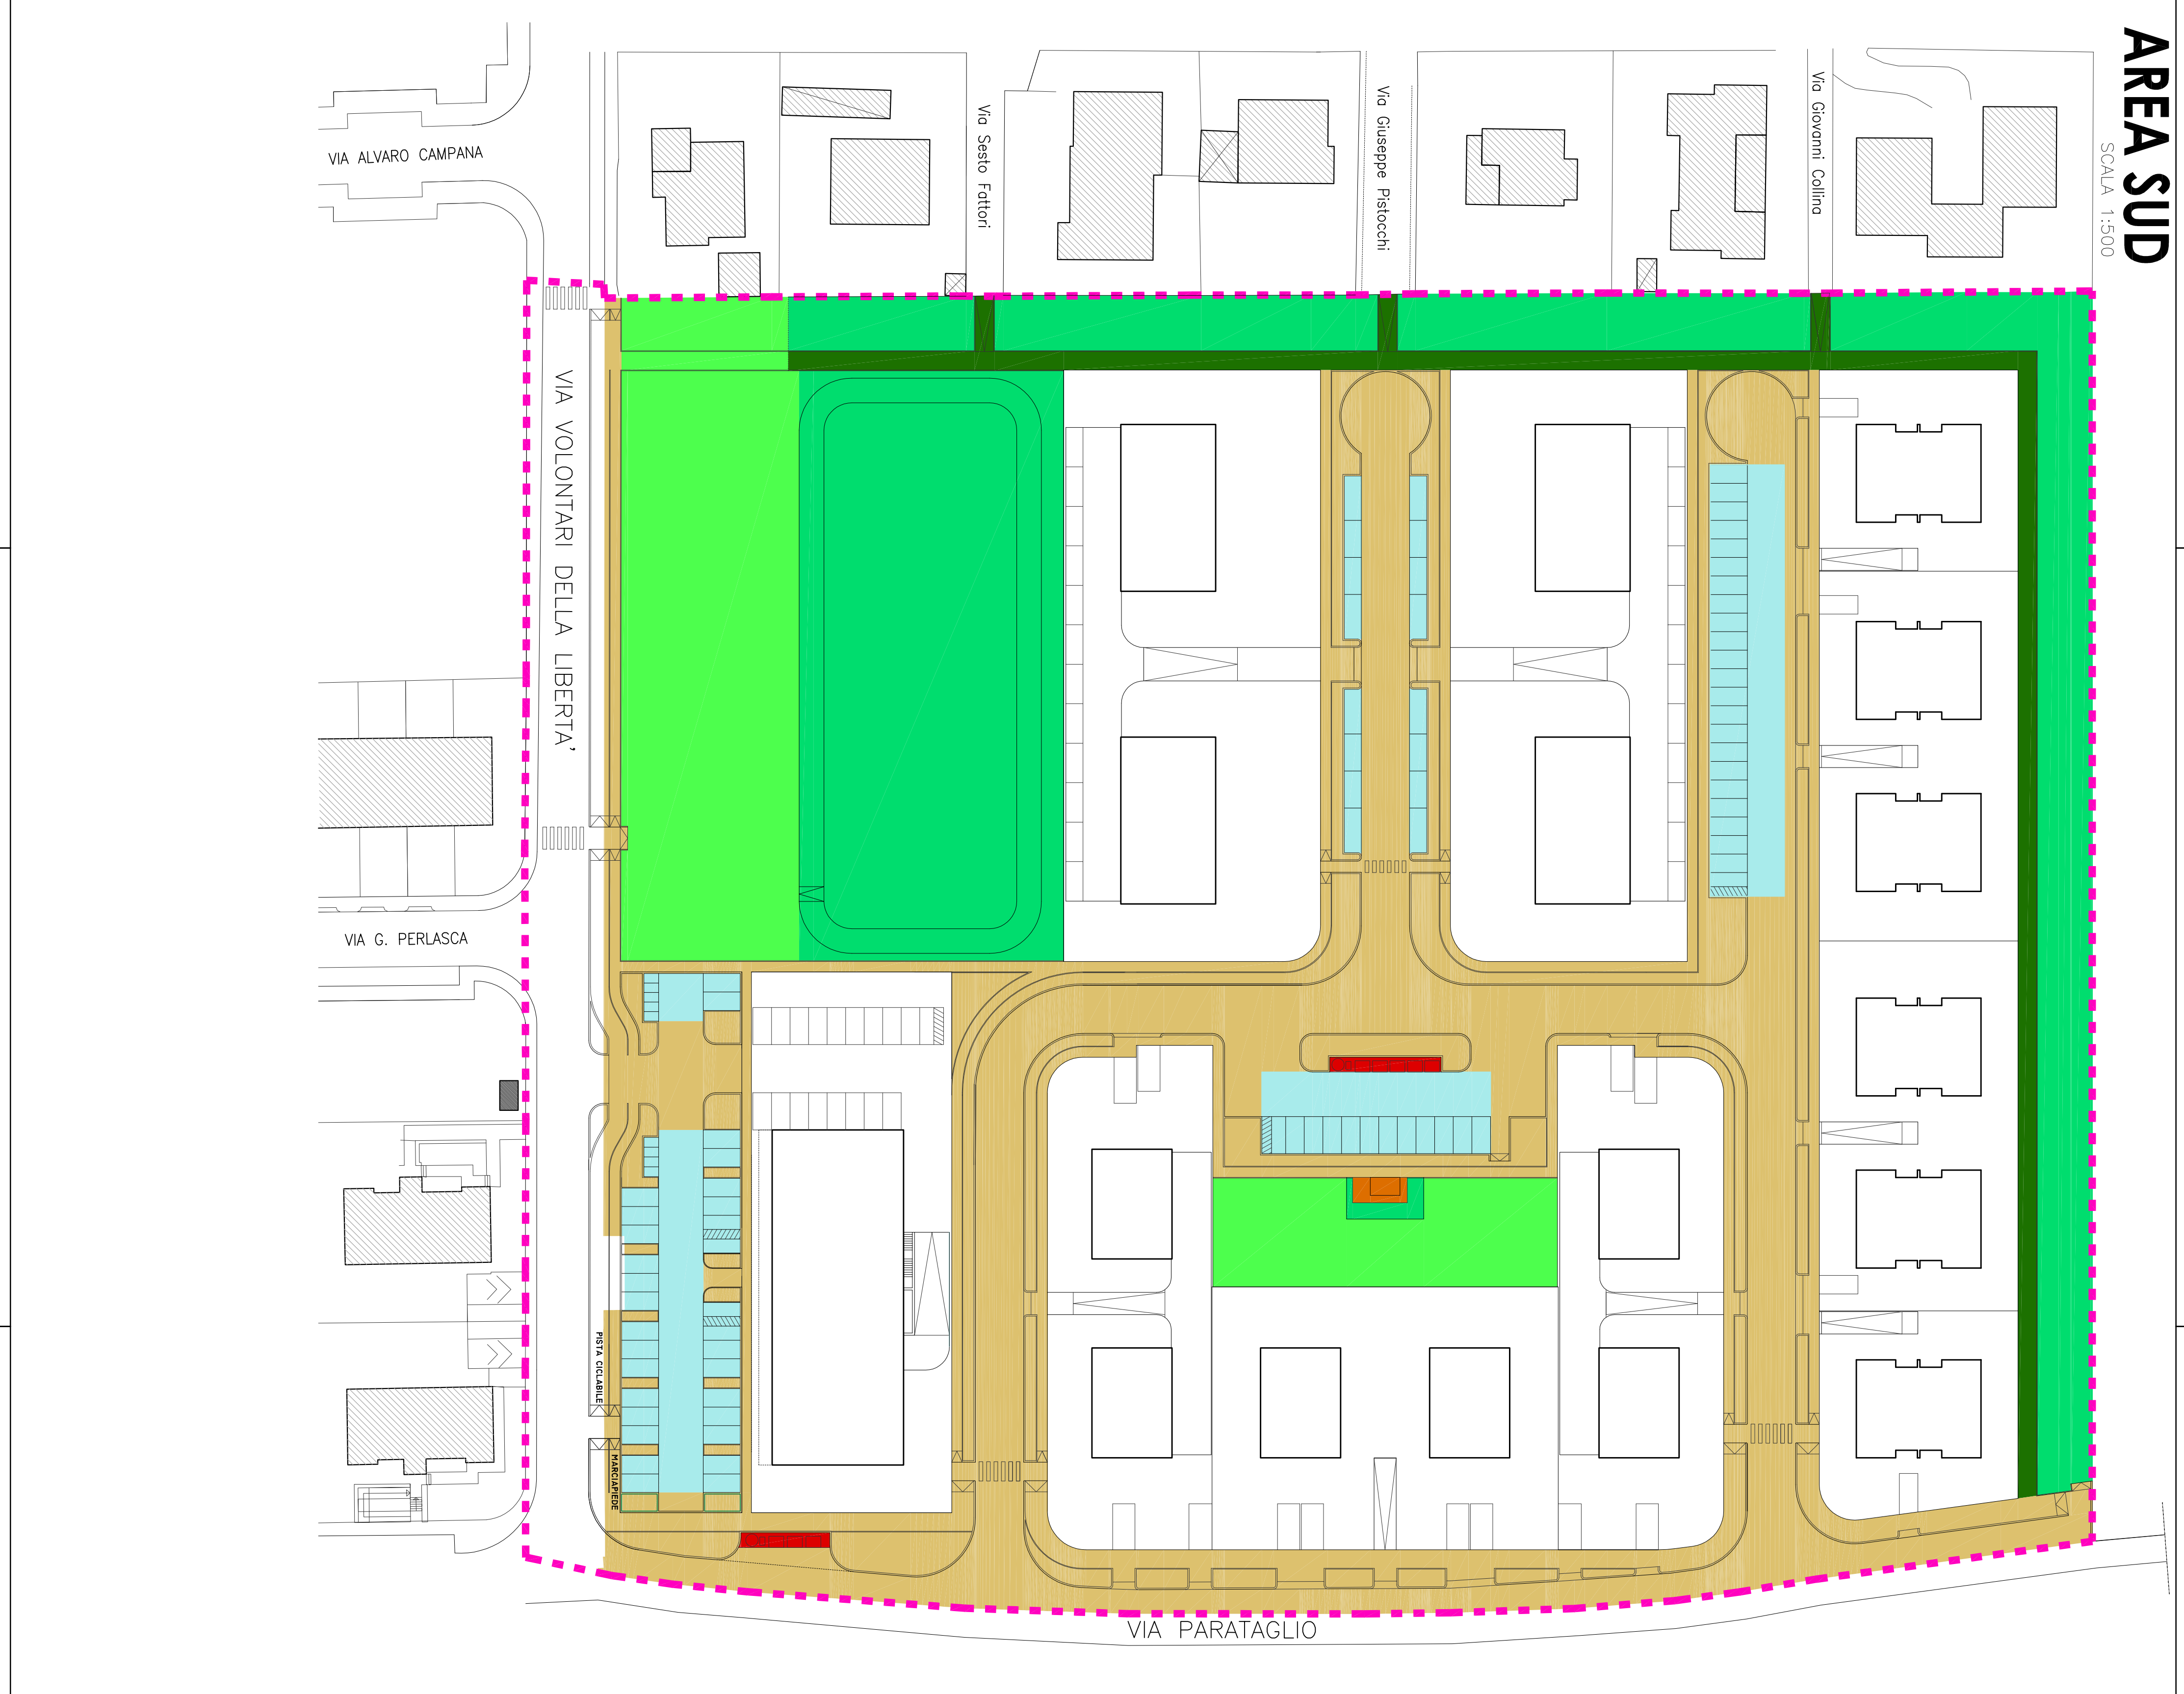 AREA SUD
SCALA 1:500
VIA ALVARO CAMPANA
Via Sesto Fattori
Via Giuseppe Pistocchi
Via Giovanni Collina
VIA VOLONTARI DELLA LIBERTA'
VIA G. PERLASCA
PISTA CICLABILE
MARCIAPIEDE
VIA PARATAGLIO